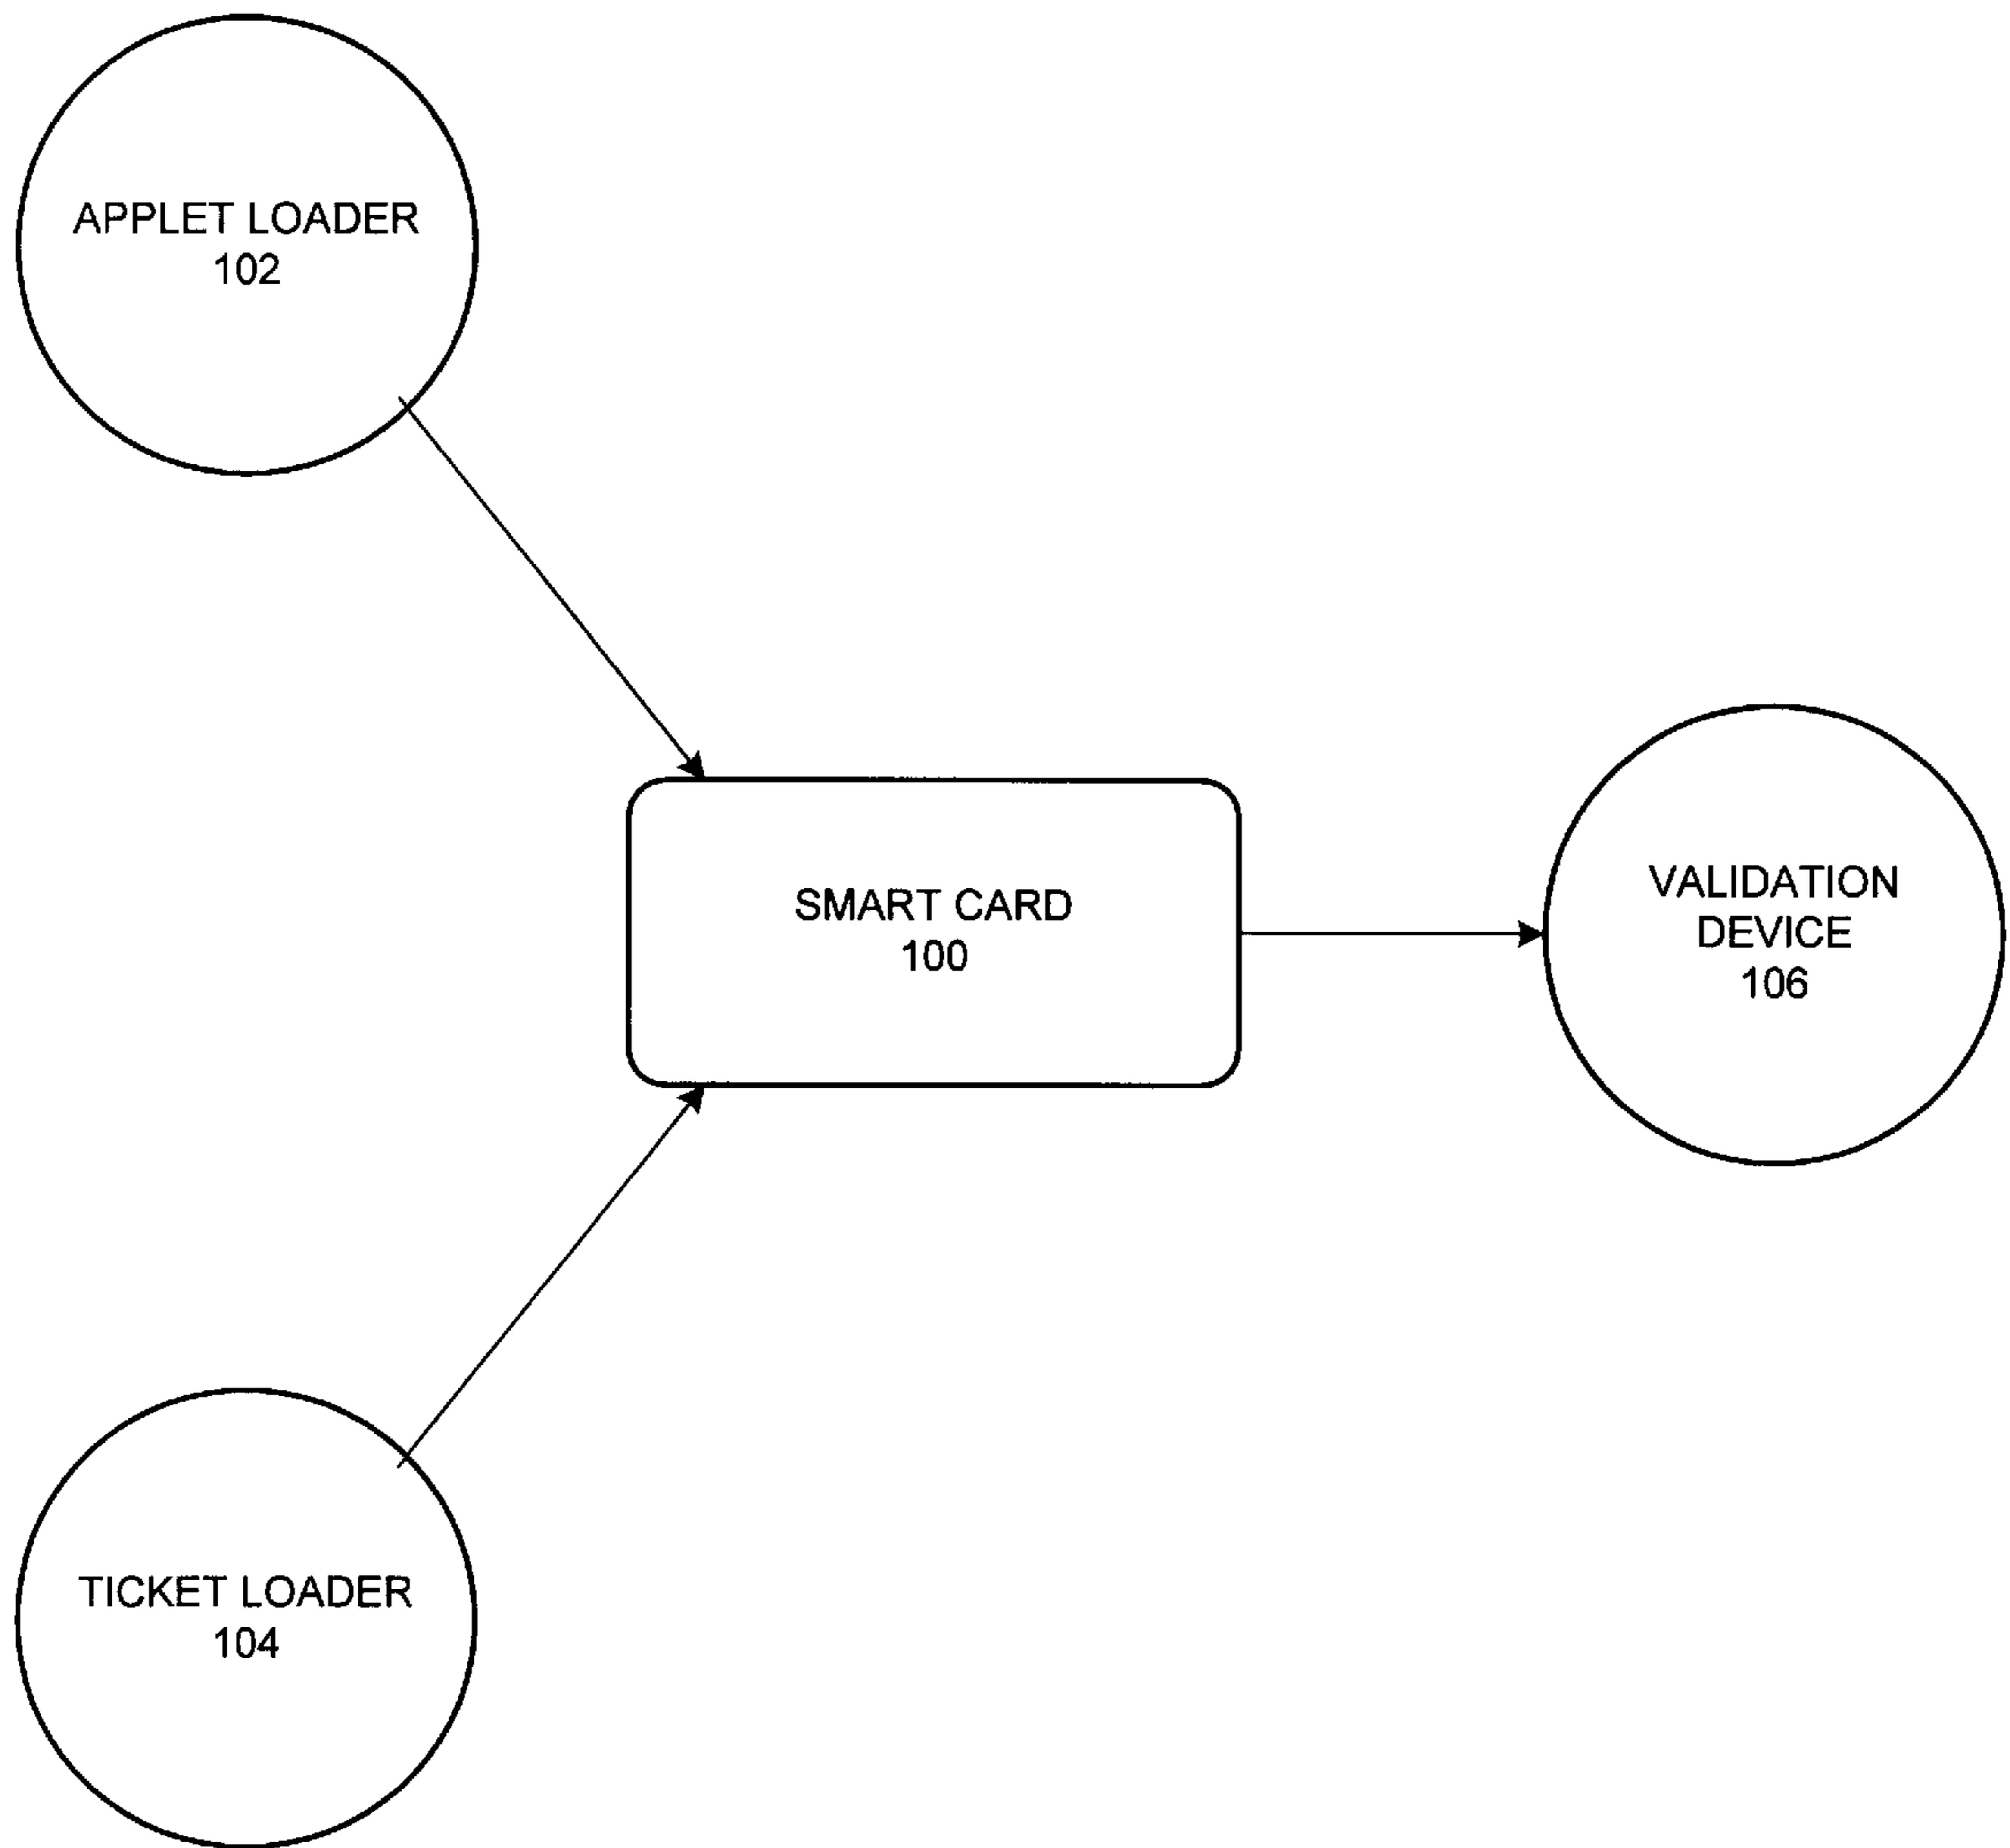 APPLET LOADER
102
SMART CARD
100
VALIDATION
DEVICE
106
TICKET LOADER
104